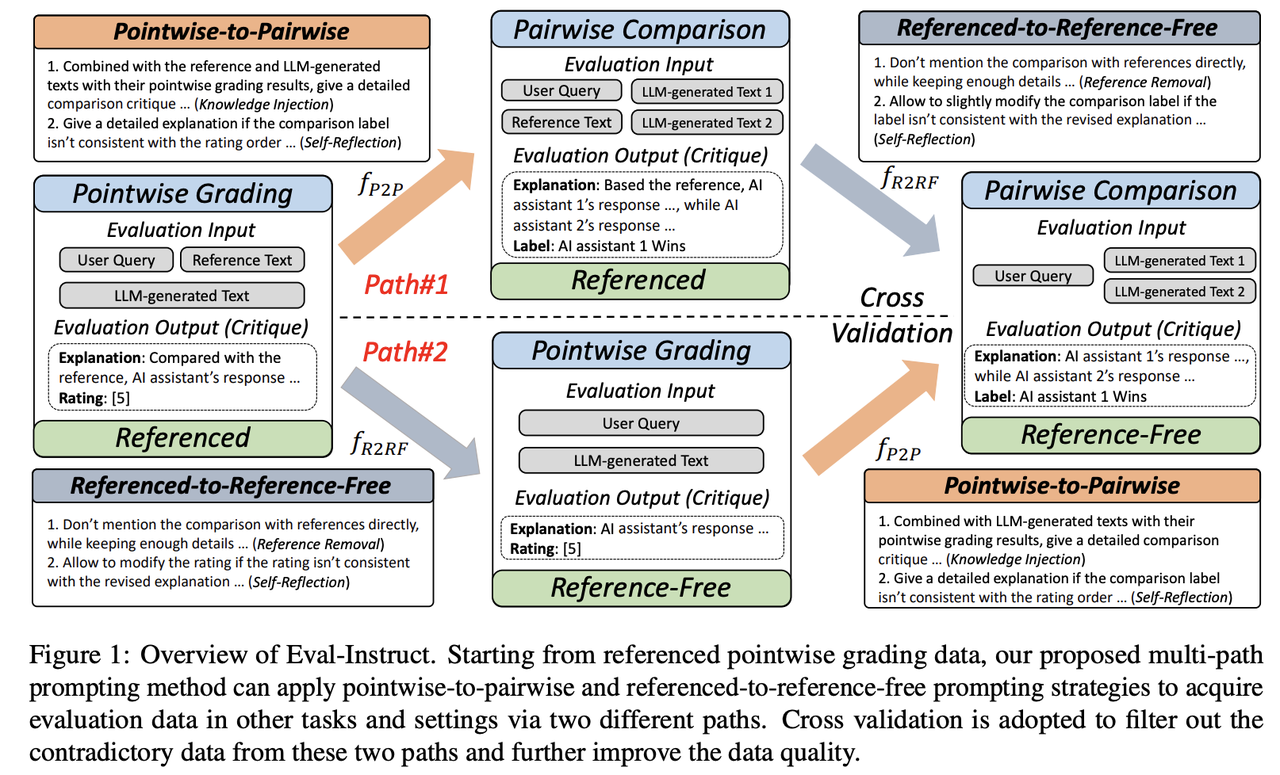 Pointwise-to-Pairwise
1. Combined with the reference and LLM-generated
texts with their pointwise grading results, give a detailed
comparison critique … (Knowledge Injection)
2. Give a detailed explanation if the comparison label
isn’t consistent with the rating order … (Self-Reflection)
Pointwise Grading
Evaluation Input
User Query
Reference Text
LLM-generated Text
Evaluation Output (Critique)
Explanation: Compared with the
reference, AI assistant’s response …
Rating: [5]
Referenced
Referenced-to-Reference-Free
1. Don’t mention the comparison with references directly,
while keeping enough details … (Reference Removal)
2. Allow to modify the rating if the rating isn’t consistent
with the revised explanation … (Self-Reflection)
f_P2P
Path#1
Path#2
f_R2RF
Pairwise Comparison
Evaluation Input
User Query
LLM-generated Text 1
Reference Text
LLM-generated Text 2
Evaluation Output (Critique)
Explanation: Based the reference, AI
assistant 1’s response …, while AI
assistant 2’s response …
Label: AI assistant 1 Wins
Referenced
Pointwise Grading
Evaluation Input
User Query
LLM-generated Text
Evaluation Output (Critique)
Explanation: AI assistant’s response …
Rating: [5]
Reference-Free
Referenced-to-Reference-Free
1. Don’t mention the comparison with references directly,
while keeping enough details … (Reference Removal)
2. Allow to slightly modify the comparison label if the
label isn’t consistent with the revised explanation …
(Self-Reflection)
f_R2RF
Cross
Validation
f_P2P
Pairwise Comparison
Evaluation Input
User Query
LLM-generated Text 1
LLM-generated Text 2
Evaluation Output (Critique)
Explanation: AI assistant 1’s response …,
while AI assistant 2’s response …
Label: AI assistant 1 Wins
Reference-Free
Pointwise-to-Pairwise
1. Combined with LLM-generated texts with their
pointwise grading results, give a detailed comparison
critique … (Knowledge Injection)
2. Give a detailed explanation if the comparison label
isn’t consistent with the rating order … (Self-Reflection)
Figure 1: Overview of Eval-Instruct. Starting from referenced pointwise grading data, our proposed multi-path
prompting method can apply pointwise-to-pairwise and referenced-to-reference-free prompting strategies to acquire
evaluation data in other tasks and settings via two different paths. Cross validation is adopted to filter out the
contradictory data from these two paths and further improve the data quality.